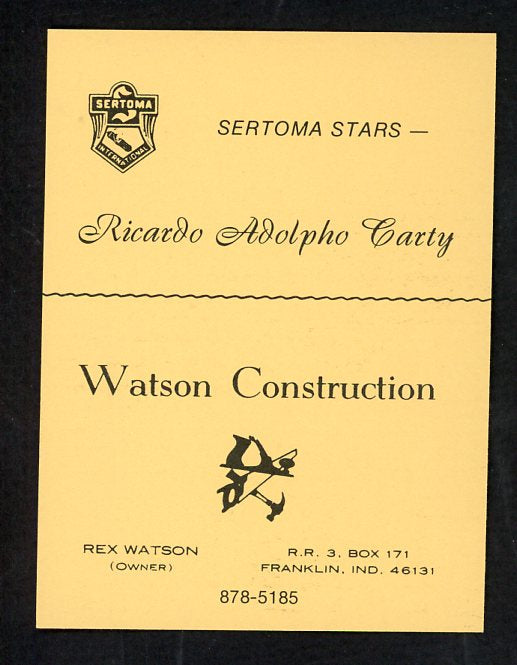 SERTOMA
INTERNATIONAL
SERTOMA STARS —
Ricardo Adolpho Carty
Watson Construction
REX WATSON
(OWNER)
R.R. 3, BOX 171
FRANKLIN, IND. 46131
878-5185